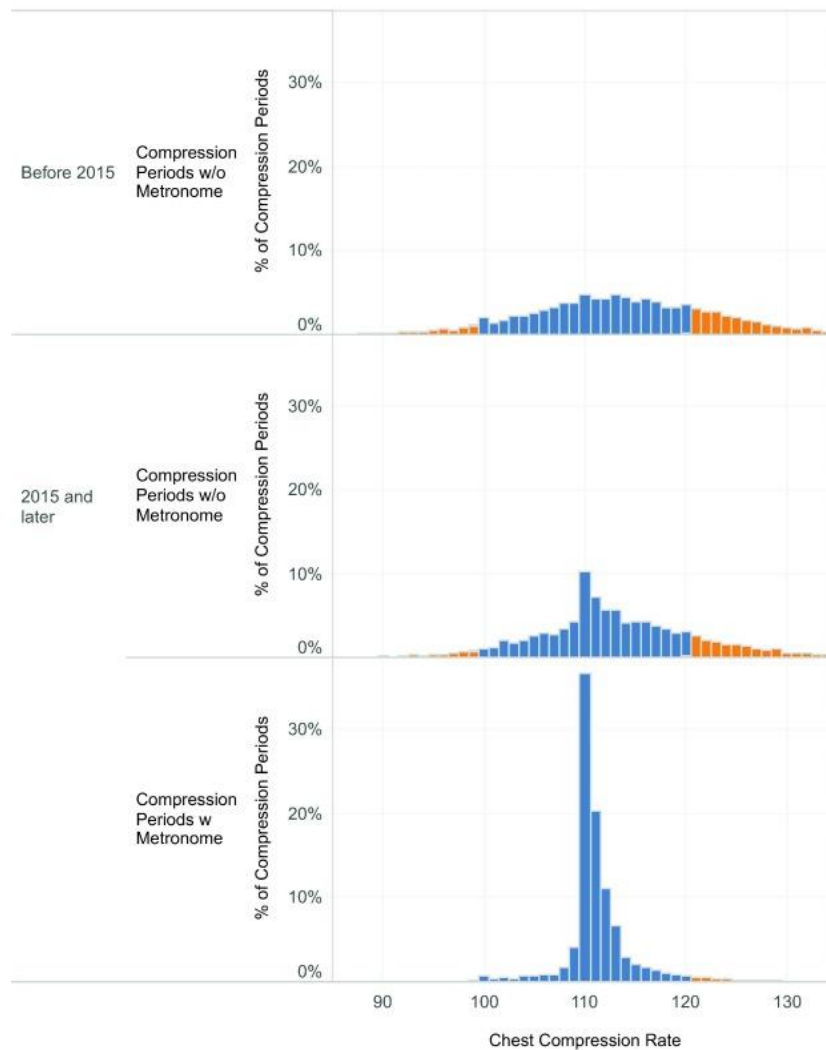 Before 2015
Compression
Periods w/o
Metronome
% of Compression Periods
30%
20%
10%
0%
2015 and
later
Compression
Periods w/o
Metronome
% of Compression Periods
30%
20%
10%
0%
Compression
Periods w
Metronome
% of Compression Periods
30%
20%
10%
0%
90 100 110 120 130
Chest Compression Rate